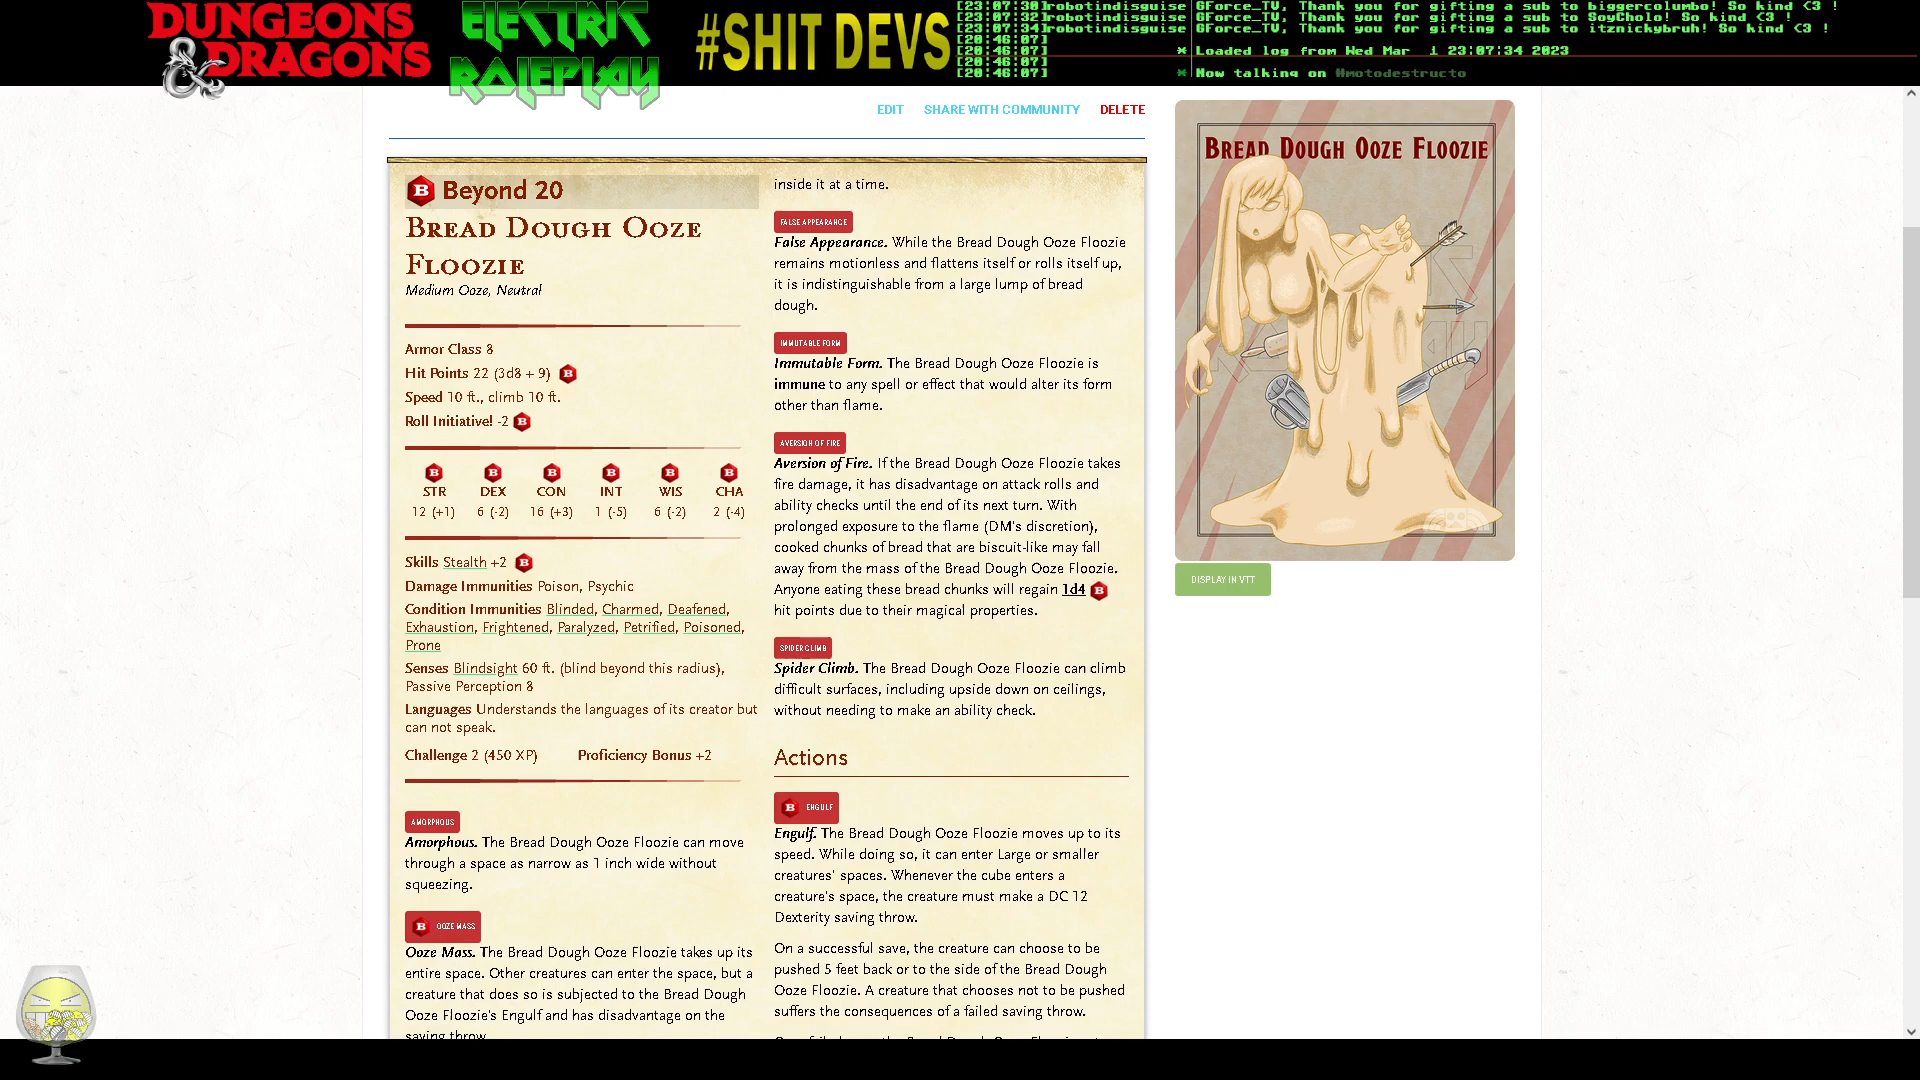 DUNGEONS
& DRAGONS
ELECTRIC
ROLEPLAY
#SHIT DEVS
[23:07:30]robotindisguise GForce_TV, Thank you for gifting a sub to biggercolumbo! So kind <3 !
[23:07:32]robotindisguise GForce_TV, Thank you for gifting a sub to SoyCholo! So kind <3 !
[23:07:34]robotindisguise GForce_TV, Thank you for gifting a sub to itznickybruh! So kind <3 !
[20:46:07]
[20:46:07] * Loaded log from Wed Mar 1 23:07:34 2023
[20:46:07] * Now talking on #motodestructo
EDIT SHARE WITH COMMUNITY DELETE
B Beyond 20
Bread Dough Ooze
Floozie
Medium Ooze, Neutral
Armor Class 8
Hit Points 22 (3d8 + 9) B
Speed 10 ft., climb 10 ft.
Roll Initiative! -2 B
B B B B B B
STR DEX CON INT WIS CHA
12 (+1) 6 (-2) 16 (+3) 1 (-5) 6 (-2) 2 (-4)
Skills Stealth +2 B
Damage Immunities Poison, Psychic
Condition Immunities Blinded, Charmed, Deafened,
Exhaustion, Frightened, Paralyzed, Petrified, Poisoned,
Prone
Senses Blindsight 60 ft. (blind beyond this radius),
Passive Perception 8
Languages Understands the languages of its creator but
can not speak.
Challenge 2 (450 XP) Proficiency Bonus +2
AMORPHOUS
Amorphous. The Bread Dough Ooze Floozie can move
through a space as narrow as 1 inch wide without
squeezing.
B OOZE MASS
Ooze Mass. The Bread Dough Ooze Floozie takes up its
entire space. Other creatures can enter the space, but a
creature that does so is subjected to the Bread Dough
Ooze Floozie's Engulf and has disadvantage on the
saving throw.
inside it at a time.
FALSE APPEARANCE
False Appearance. While the Bread Dough Ooze Floozie
remains motionless and flattens itself or rolls itself up,
it is indistinguishable from a large lump of bread
dough.
IMMUTABLE FORM
Immutable Form. The Bread Dough Ooze Floozie is
immune to any spell or effect that would alter its form
other than flame.
AVERSION OF FIRE
Aversion of Fire. If the Bread Dough Ooze Floozie takes
fire damage, it has disadvantage on attack rolls and
ability checks until the end of its next turn. With
prolonged exposure to the flame (DM's discretion),
cooked chunks of bread that are biscuit-like may fall
away from the mass of the Bread Dough Ooze Floozie.
Anyone eating these bread chunks will regain 1d4 B
hit points due to their magical properties.
SPIDER CLIMB
Spider Climb. The Bread Dough Ooze Floozie can climb
difficult surfaces, including upside down on ceilings,
without needing to make an ability check.
Actions
B ENGULF
Engulf. The Bread Dough Ooze Floozie moves up to its
speed. While doing so, it can enter Large or smaller
creatures' spaces. Whenever the cube enters a
creature's space, the creature must make a DC 12
Dexterity saving throw.
On a successful save, the creature can choose to be
pushed 5 feet back or to the side of the Bread Dough
Ooze Floozie. A creature that chooses not to be pushed
suffers the consequences of a failed saving throw.
Bread Dough Ooze Floozie
DISPLAY IN VTT